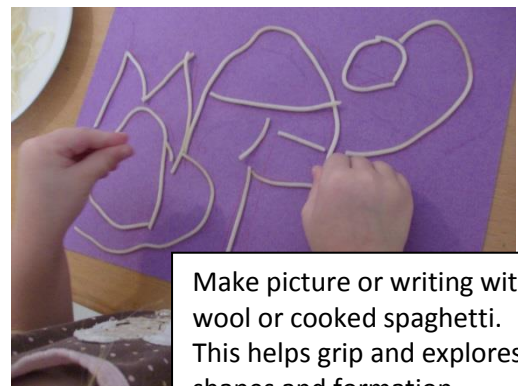 Make picture or writing wit
wool or cooked spaghetti.
This helps grip and explores
shapes and formation